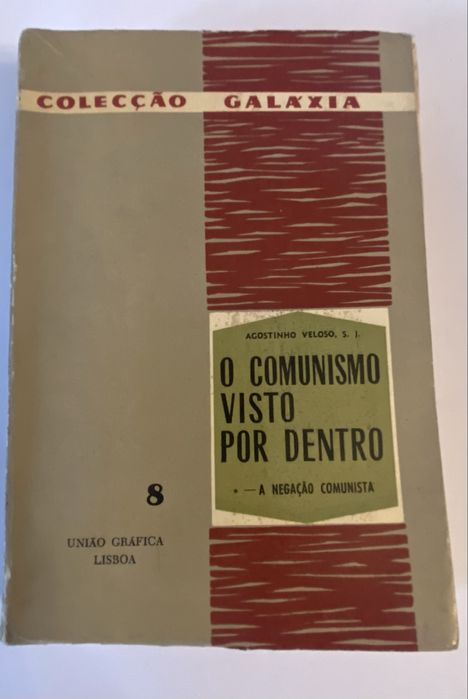 COLECÇÃO GALÁXIA
AGOSTINHO VELOSO, S. J.
O COMUNISMO
VISTO
POR DENTRO
* — A NEGAÇÃO COMUNISTA
8
UNIÃO GRÁFICA
LISBOA